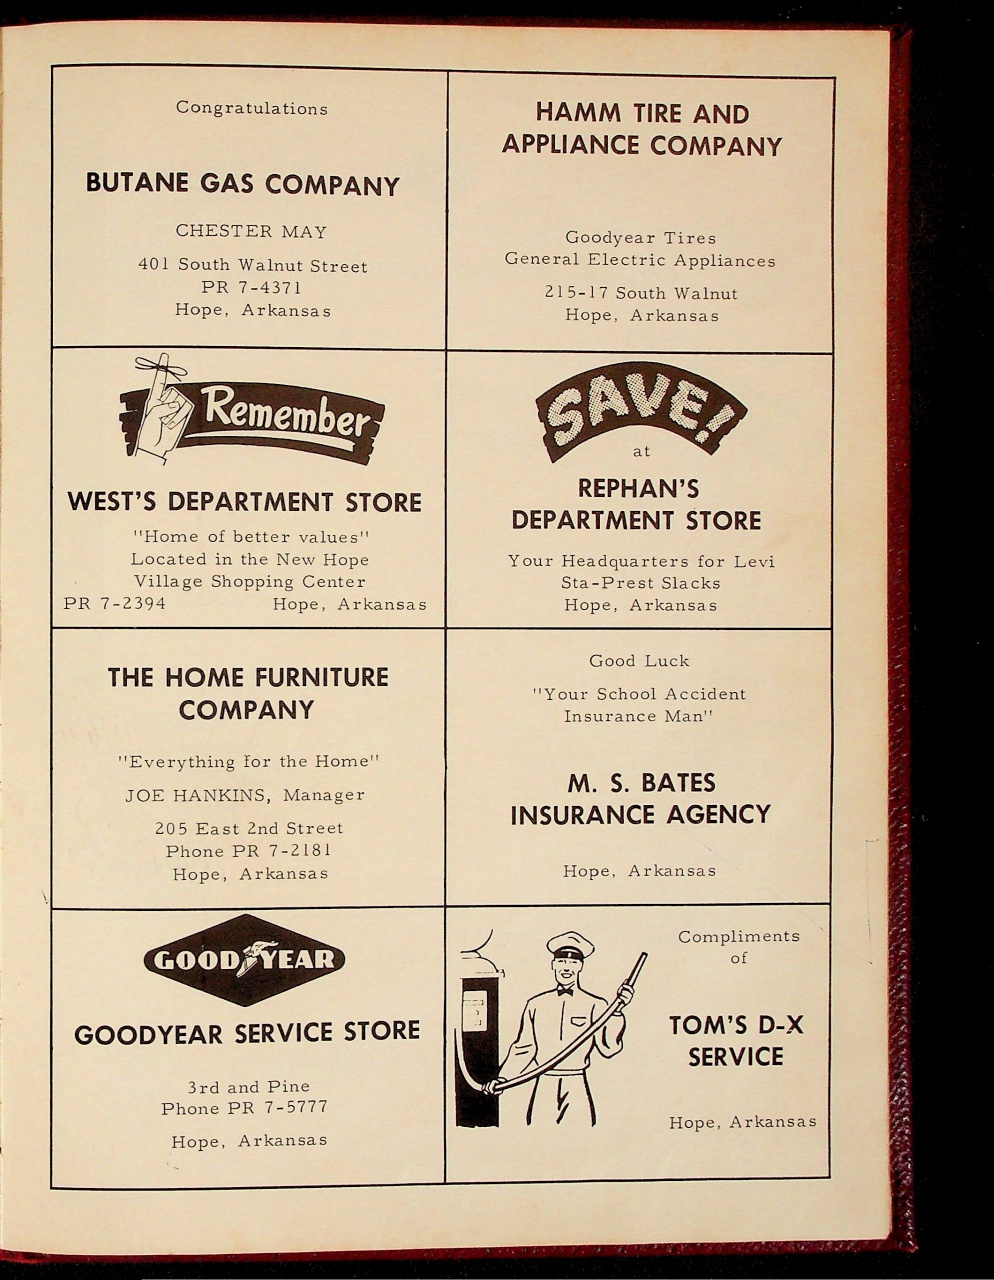 Congratulations
BUTANE GAS COMPANY
CHESTER MAY
401 South Walnut Street
PR 7-4371
Hope, Arkansas
HAMM TIRE AND
APPLIANCE COMPANY
Goodyear Tires
General Electric Appliances
215-17 South Walnut
Hope, Arkansas
Remember
WEST'S DEPARTMENT STORE
"Home of better values"
Located in the New Hope
Village Shopping Center
PR 7-2394 Hope, Arkansas
SAVE!
at
REPHAN'S
DEPARTMENT STORE
Your Headquarters for Levi
Sta-Prest Slacks
Hope, Arkansas
THE HOME FURNITURE
COMPANY
"Everything for the Home"
JOE HANKINS, Manager
205 East 2nd Street
Phone PR 7-2181
Hope, Arkansas
Good Luck
"Your School Accident
Insurance Man"
M. S. BATES
INSURANCE AGENCY
Hope, Arkansas
GOODYEAR
GOODYEAR SERVICE STORE
3rd and Pine
Phone PR 7-5777
Hope, Arkansas
Compliments
of
TOM'S D-X
SERVICE
Hope, Arkansas